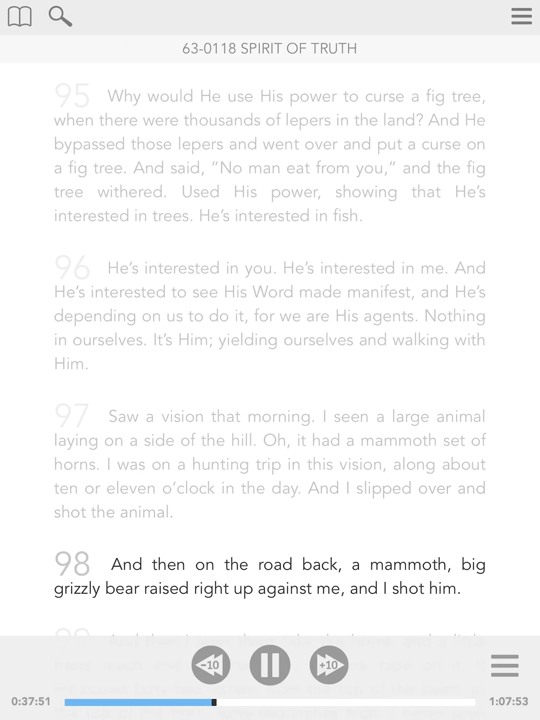 63-0118 SPIRIT OF TRUTH
95 Why would He use His power to curse a fig tree,
when there were thousands of lepers in the land? And He
bypassed those lepers and went over and put a curse on
a fig tree. And said, “No man eat from you,” and the fig
tree withered. Used His power, showing that He’s
interested in trees. He’s interested in fish.
96 He’s interested in you. He’s interested in me. And
He’s interested to see His Word made manifest, and He’s
depending on us to do it, for we are His agents. Nothing
in ourselves. It’s Him; yielding ourselves and walking with
Him.
97 Saw a vision that morning. I seen a large animal
laying on a side of the hill. Oh, it had a mammoth set of
horns. I was on a hunting trip in this vision, along about
ten or eleven o’clock in the day. And I slipped over and
shot the animal.
98 And then on the road back, a mammoth, big
grizzly bear raised right up against me, and I shot him.
99
-10 +10
0:37:51 1:07:53